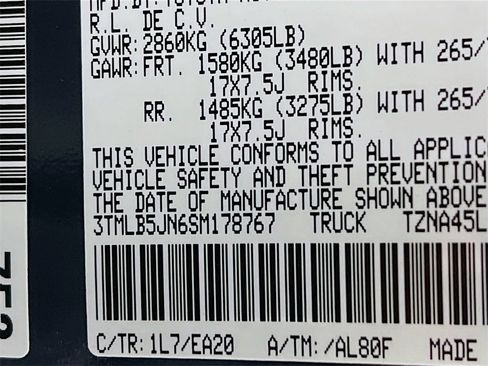 R.L. DE C.V.
GVWR: 2860KG (6305LB)
GAWR: FRT. 1580KG (3480LB) WITH 265/
17X7.5J RIMS.
RR. 1485KG (3275LB) WITH 265/
17X7.5J RIMS.
THIS VEHICLE CONFORMS TO ALL APPLIC
VEHICLE SAFETY AND THEFT PREVENTION
THE DATE OF MANUFACTURE SHOWN ABOVE
3TMLB5JN6SM178767 TRUCK TZNA45L
C/TR: 1L7/EA20 A/TM: /AL80F MADE